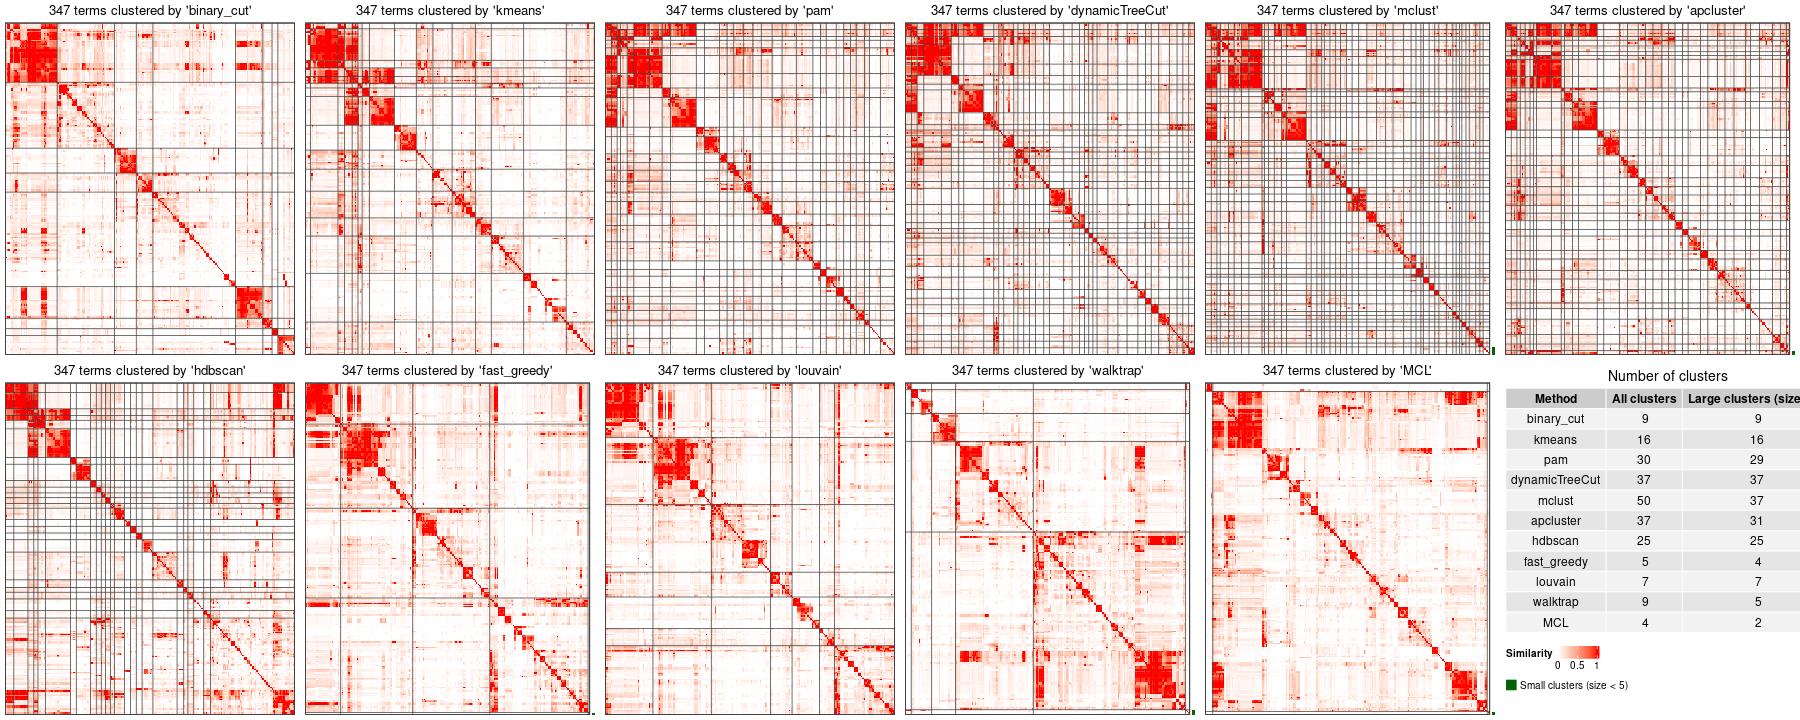 347 terms clustered by 'binary_cut'
347 terms clustered by 'kmeans'
347 terms clustered by 'pam'
347 terms clustered by 'dynamicTreeCut'
347 terms clustered by 'mclust'
347 terms clustered by 'apcluster'
347 terms clustered by 'hdbscan'
347 terms clustered by 'fast_greedy'
347 terms clustered by 'louvain'
347 terms clustered by 'walktrap'
347 terms clustered by 'MCL'
Number of clusters
Method All clusters Large clusters (size
binary_cut 9 9
kmeans 16 16
pam 30 29
dynamicTreeCut 37 37
mclust 50 37
apcluster 37 31
hdbscan 25 25
fast_greedy 5 4
louvain 7 7
walktrap 9 5
MCL 4 2
Similarity
0 0.5 1
Small clusters (size < 5)